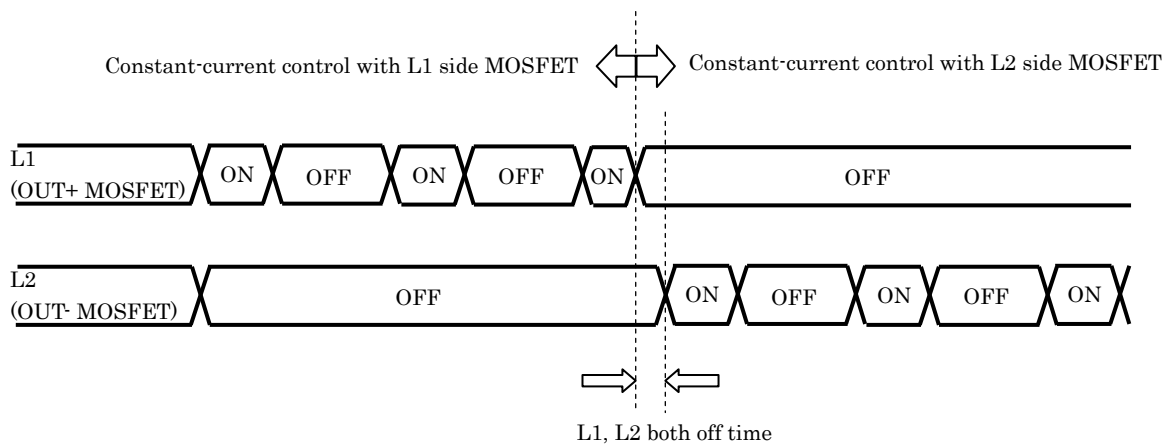 Constant-current control with L1 side MOSFET
Constant-current control with L2 side MOSFET
L1
(OUT+ MOSFET)
ON
OFF
ON
OFF
ON
OFF
L2
(OUT- MOSFET)
OFF
ON
OFF
ON
OFF
ON
L1, L2 both off time